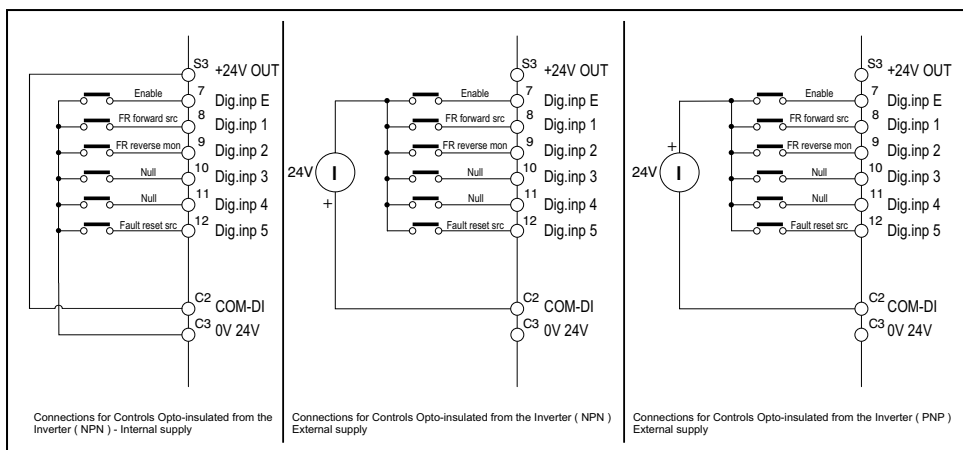 S3 +24V OUT
Enable 7 Dig.inp E
FR forward src 8 Dig.inp 1
FR reverse mon 9 Dig.inp 2
Null 10 Dig.inp 3
Null 11 Dig.inp 4
Fault reset src 12 Dig.inp 5
C2 COM-DI
C3 0V 24V
Connections for Controls Opto-insulated from the
Inverter ( NPN ) - Internal supply
S3 +24V OUT
Enable 7 Dig.inp E
FR forward src 8 Dig.inp 1
FR reverse mon 9 Dig.inp 2
24V I Null 10 Dig.inp 3
+
Null 11 Dig.inp 4
Fault reset src 12 Dig.inp 5
C2 COM-DI
C3 0V 24V
Connections for Controls Opto-insulated from the Inverter ( NPN )
External supply
S3 +24V OUT
Enable 7 Dig.inp E
FR forward src 8 Dig.inp 1
+
FR reverse mon 9 Dig.inp 2
24V I Null 10 Dig.inp 3
Null 11 Dig.inp 4
Fault reset src 12 Dig.inp 5
C2 COM-DI
C3 0V 24V
Connections for Controls Opto-insulated from the Inverter ( PNP )
External supply